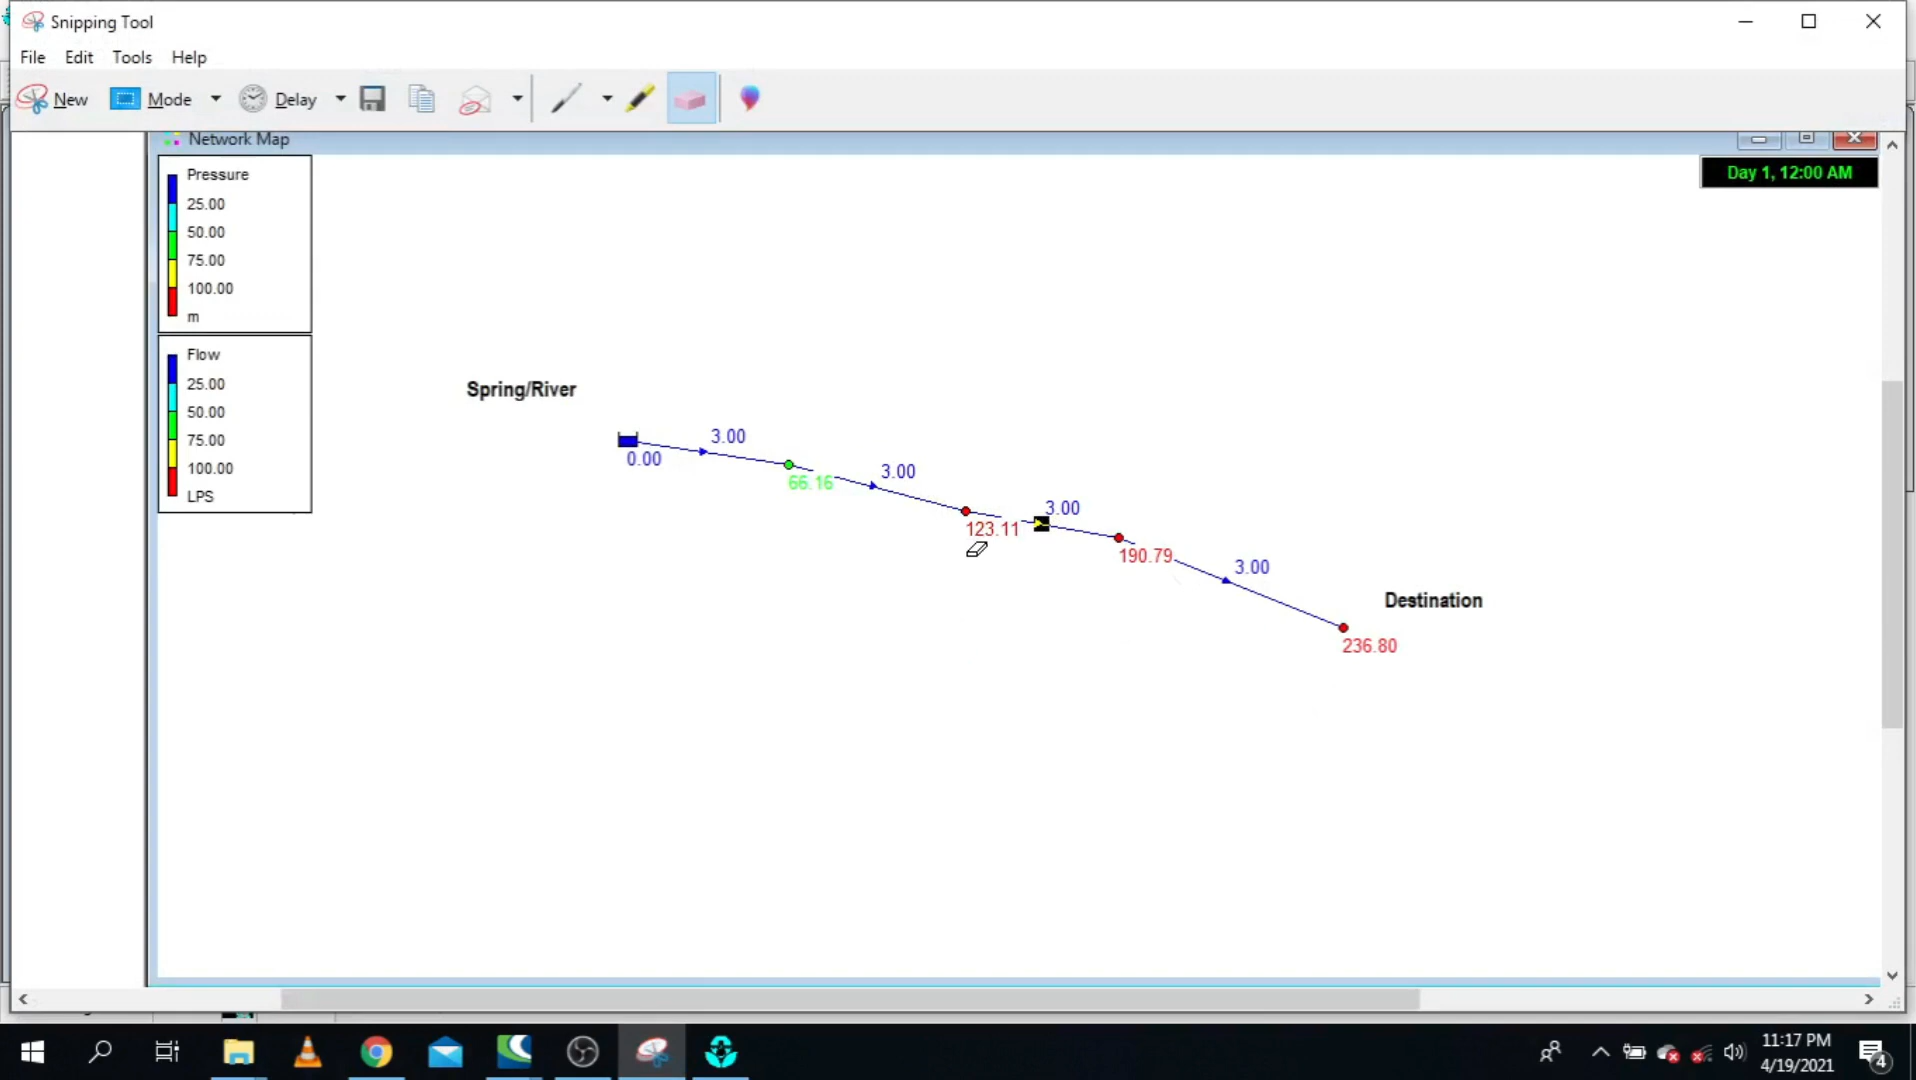 Snipping Tool
File Edit Tools Help
New Mode Delay
Network Map
Day 1, 12:00 AM
Pressure
25.00
50.00
75.00
100.00
m
Flow
25.00
50.00
75.00
100.00
LPS
Spring/River
3.00
0.00
3.00
66.16
3.00
123.11
190.79
3.00
Destination
236.80
11:17 PM
4/19/2021
4